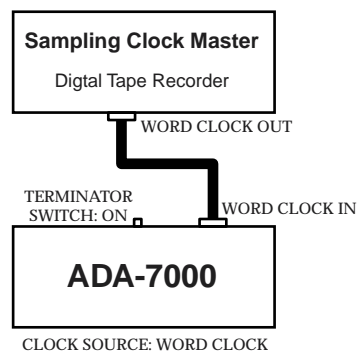 Sampling Clock Master
Digtal Tape Recorder
WORD CLOCK OUT
TERMINATOR
SWITCH: ON
WORD CLOCK IN
ADA-7000
CLOCK SOURCE: WORD CLOCK